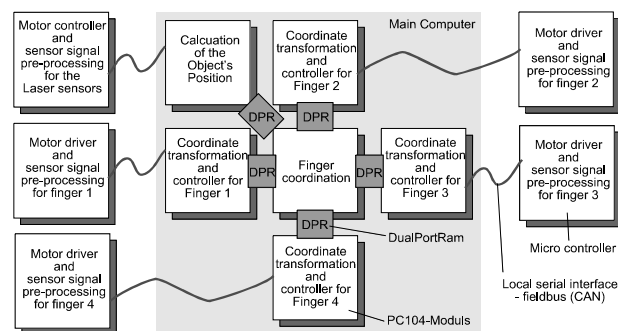 Motor controller
and
sensor signal
pre-processing
for the
Laser sensors
Calcuation
of the
Object's
Position
Coordinate
transformation
and
controller for
Finger 2
Main Computer
Motor driver
and
sensor signal
pre-processing
for finger 2
DPR
DPR
Motor driver
and
sensor signal
pre-processing
for finger 1
Coordinate
transformation
and
controller for
Finger 1
DPR
Finger
coordination
DPR
Coordinate
transformation
and
controller for
Finger 3
Motor driver
and
sensor signal
pre-processing
for finger 3
DPR
DualPortRam
Micro controller
Motor driver
and
sensor signal
pre-processing
for finger 4
Coordinate
transformation
and
controller for
Finger 4
PC104-Moduls
Local serial interface
- fieldbus (CAN)